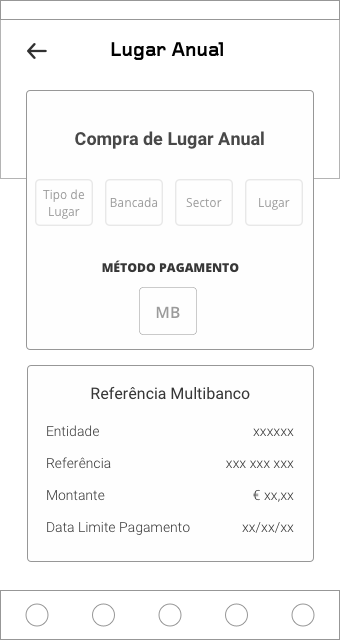 Lugar Anual
Compra de Lugar Anual
Tipo de
Lugar
Bancada
Sector
Lugar
MÉTODO PAGAMENTO
MB
Referência Multibanco
Entidade xxxxxx
Referência xxx xxx xxx
Montante € xx,xx
Data Limite Pagamento xx/xx/xx